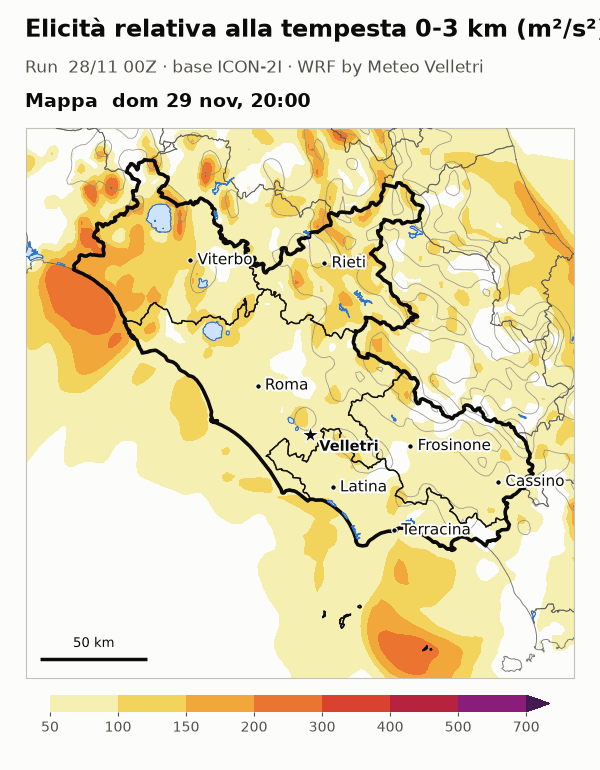 Elicità relativa alla tempesta 0-3 km (m²/s²)
Run  28/11 00Z · base ICON-2I · WRF by Meteo Velletri
Mappa  dom 29 nov, 20:00
Viterbo
Rieti
Roma
Velletri
Frosinone
Latina
Cassino
Terracina
50 km
50 100 150 200 300 400 500 700